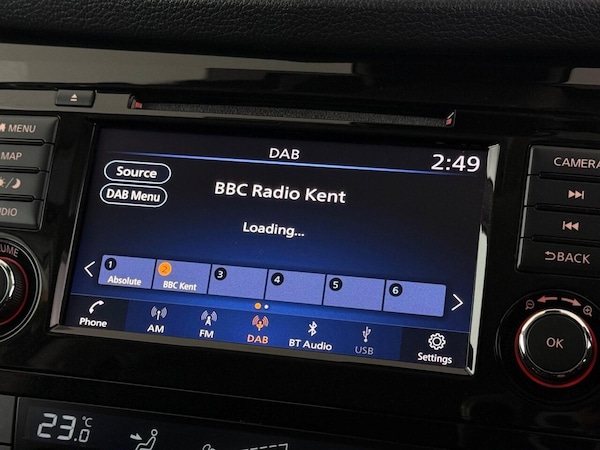 DAB
2:49
Source
DAB Menu
BBC Radio Kent
Loading...
1 Absolute
2 BBC Kent
3
4
5
6
Phone
AM
FM
DAB
BT Audio
USB
Settings
MENU
MAP
VOLUME
CAMERA
BACK
OK
23.0 °C